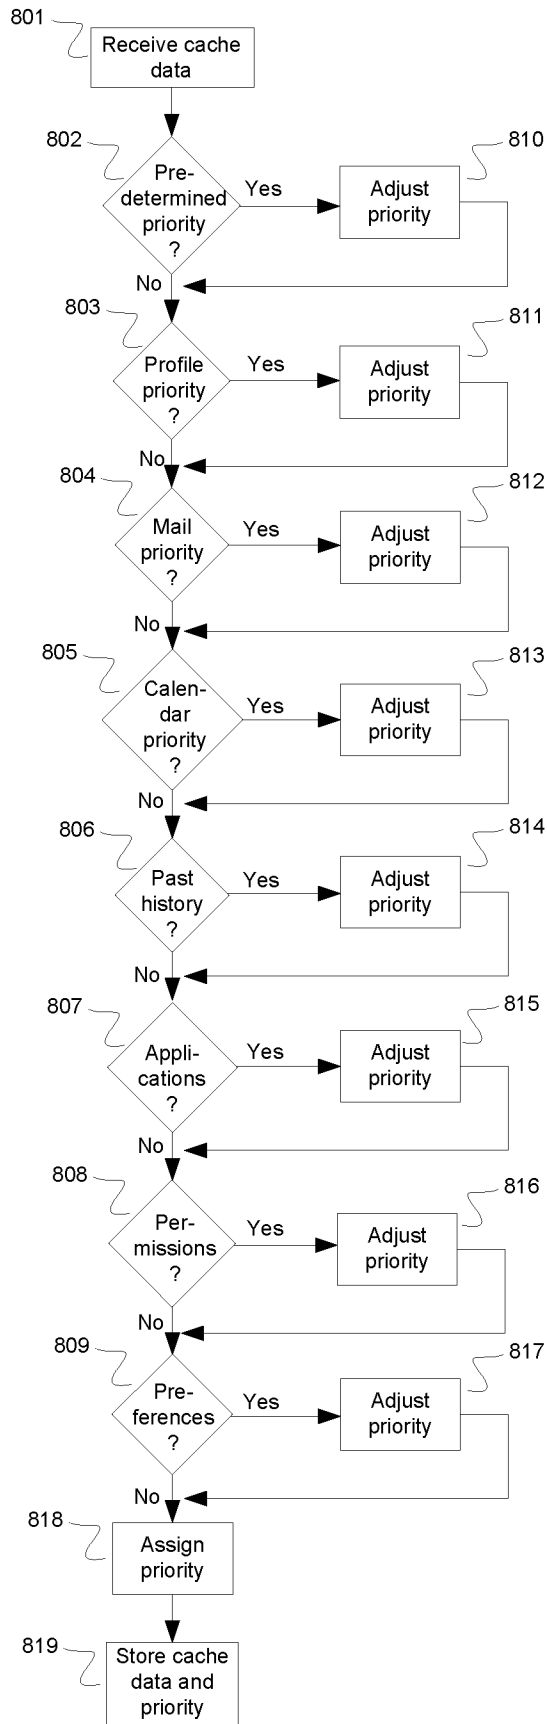 801
Receive cache
data
802
Pre-
determined
priority
?
Yes
810
Adjust
priority
No
803
Profile
priority
?
Yes
811
Adjust
priority
No
804
Mail
priority
?
Yes
812
Adjust
priority
No
805
Calen-
dar
priority
?
Yes
813
Adjust
priority
No
806
Past
history
?
Yes
814
Adjust
priority
No
807
Appli-
cations
?
Yes
815
Adjust
priority
No
808
Per-
missions
?
Yes
816
Adjust
priority
No
809
Pre-
ferences
?
Yes
817
Adjust
priority
No
818
Assign
priority
819
Store cache
data and
priority